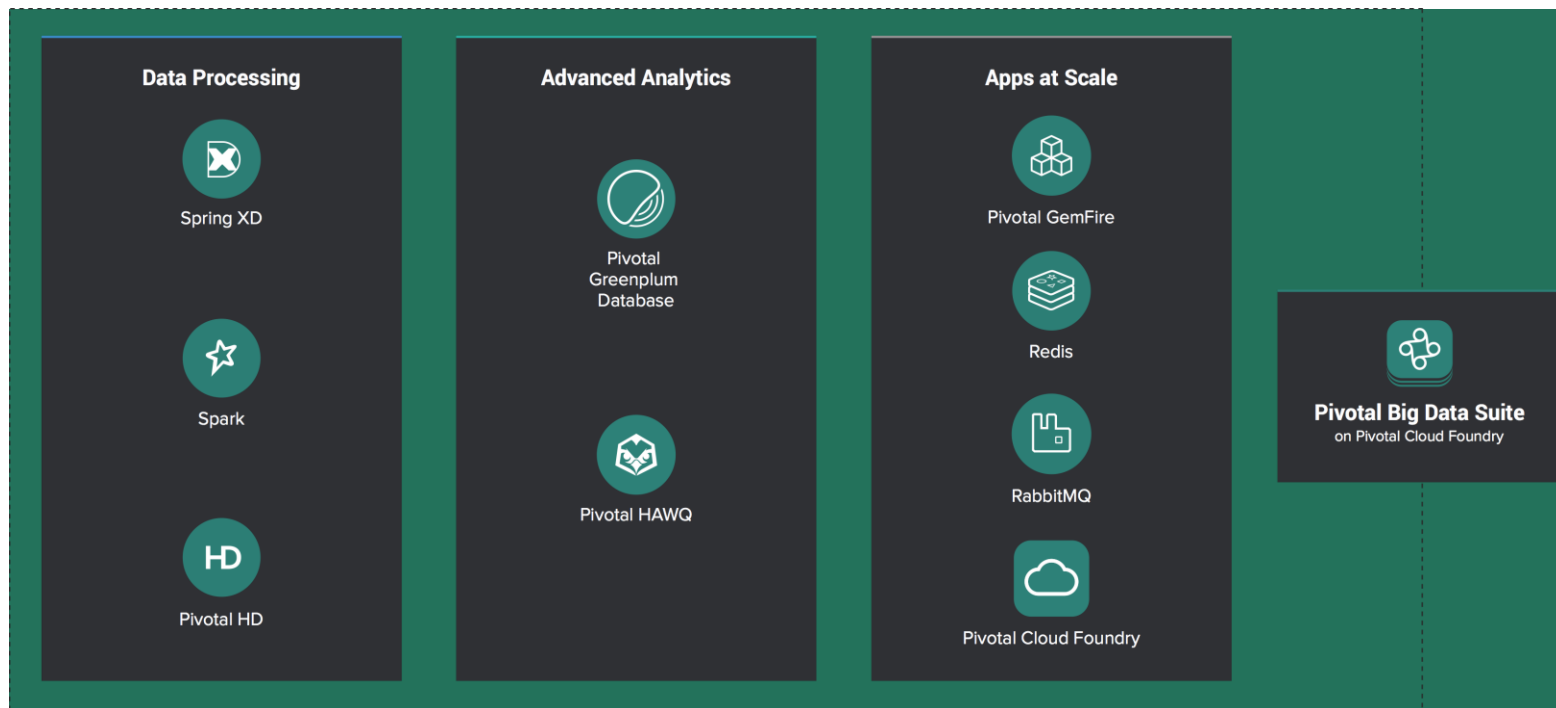 Data Processing
Spring XD
Spark
HD
Pivotal HD
Advanced Analytics
Pivotal
Greenplum
Database
Pivotal HAWQ
Apps at Scale
Pivotal GemFire
Redis
RabbitMQ
Pivotal Cloud Foundry
Pivotal Big Data Suite
on Pivotal Cloud Foundry